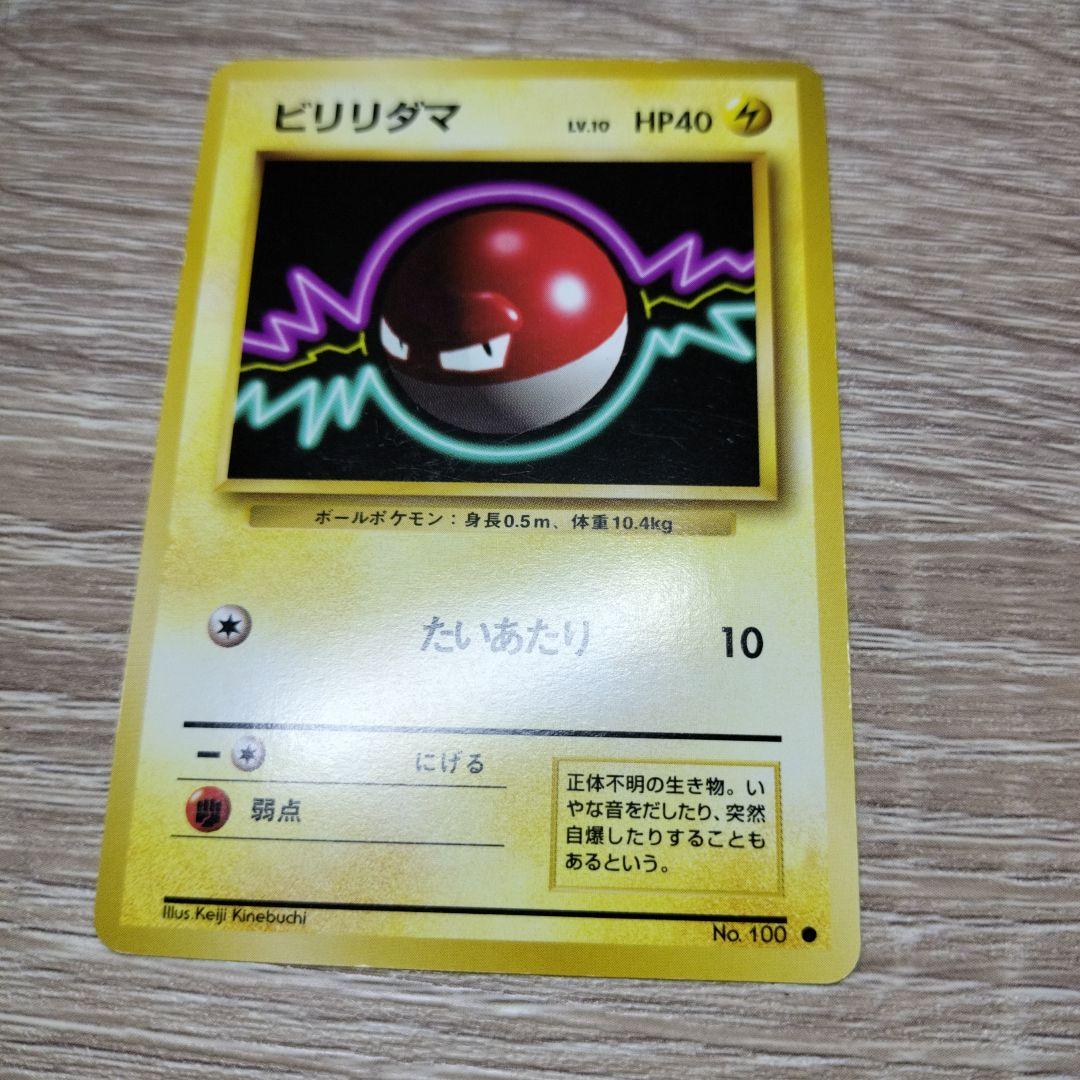 ビリリダマ LV.10 HP40
ボールポケモン：身長0.5m、体重10.4kg
たいあたり 10
にげる
弱点
正体不明の生き物。い
やな音をだしたり、突然
自爆したりすることも
あるという。
Illus. Keiji Kinebuchi
No. 100 ●